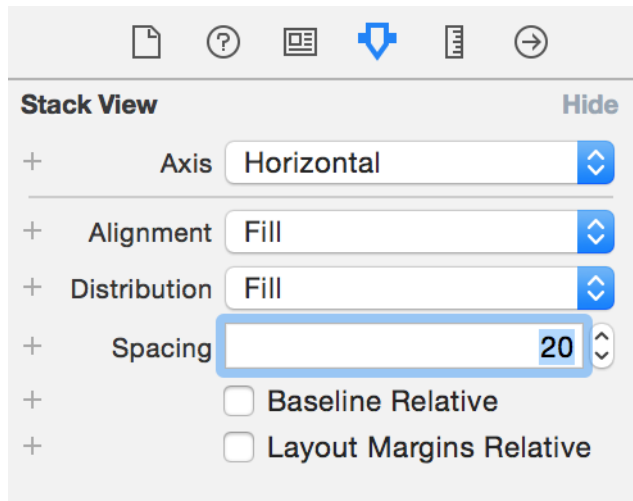 Stack View Hide
Axis Horizontal
Alignment Fill
Distribution Fill
Spacing 20
Baseline Relative
Layout Margins Relative